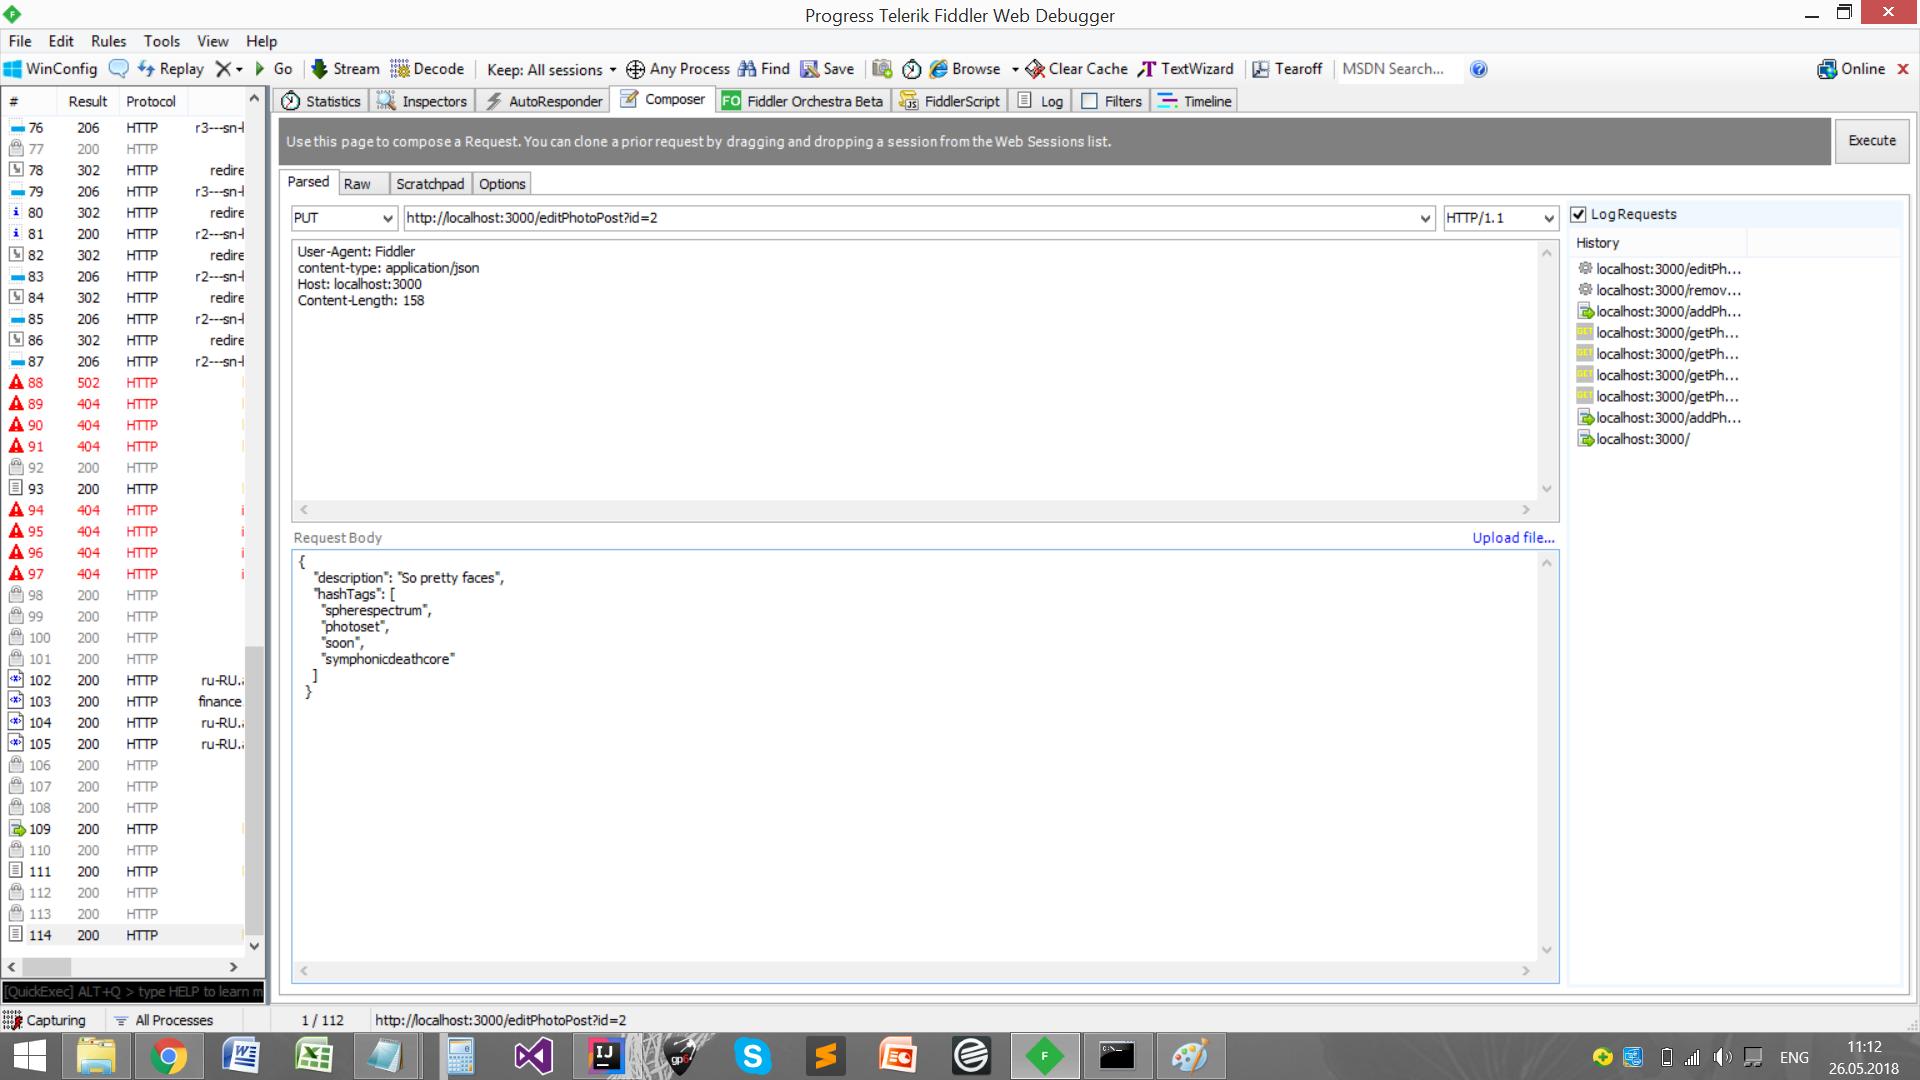 Progress Telerik Fiddler Web Debugger
File Edit Rules Tools View Help
WinConfig Replay Go Stream Decode Keep: All sessions Any Process Find Save Browse Clear Cache TextWizard Tearoff MSDN Search... Online
# Result Protocol
Statistics Inspectors AutoResponder Composer FO Fiddler Orchestra Beta FiddlerScript Log Filters Timeline
Use this page to compose a Request. You can clone a prior request by dragging and dropping a session from the Web Sessions list.
Execute
Parsed Raw Scratchpad Options
PUT http://localhost:3000/editPhotoPost?id=2 HTTP/1.1
User-Agent: Fiddler
content-type: application/json
Host: localhost:3000
Content-Length: 158
Request Body Upload file...
{
"description": "So pretty faces",
"hashTags": [
"spherespectrum",
"photoset",
"soon",
"symphonicdeathcore"
]
}
Log Requests
History
localhost:3000/editPh...
localhost:3000/remov...
localhost:3000/addPh...
localhost:3000/getPh...
localhost:3000/getPh...
localhost:3000/getPh...
localhost:3000/getPh...
localhost:3000/addPh...
localhost:3000/
76 206 HTTP r3---sn-
77 200 HTTP
78 302 HTTP redire
79 206 HTTP r3---sn-
80 302 HTTP redire
81 200 HTTP r2---sn-
82 302 HTTP redire
83 206 HTTP r2---sn-
84 302 HTTP redire
85 206 HTTP r2---sn-
86 302 HTTP redire
87 206 HTTP r2---sn-
88 502 HTTP
89 404 HTTP
90 404 HTTP
91 404 HTTP
92 200 HTTP
93 200 HTTP
94 404 HTTP
95 404 HTTP
96 404 HTTP
97 404 HTTP
98 200 HTTP
99 200 HTTP
100 200 HTTP
101 200 HTTP
102 200 HTTP ru-RU.
103 200 HTTP finance
104 200 HTTP ru-RU.
105 200 HTTP ru-RU.
106 200 HTTP
107 200 HTTP
108 200 HTTP
109 200 HTTP
110 200 HTTP
111 200 HTTP
112 200 HTTP
113 200 HTTP
114 200 HTTP
[QuickExec] ALT+Q > type HELP to learn m
Capturing All Processes 1 / 112 http://localhost:3000/editPhotoPost?id=2
ENG
11:12
26.05.2018